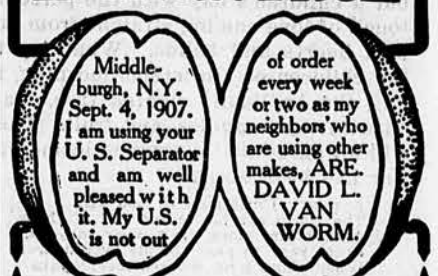 Middle-
burgh, N.Y.
Sept. 4, 1907.
I am using your
U. S. Separator
and am well
pleased with
it. My U.S.
is not out
of order
every week
or two as my
neighbors' who
are using other
makes, ARE.
DAVID L.
VAN
WORM.